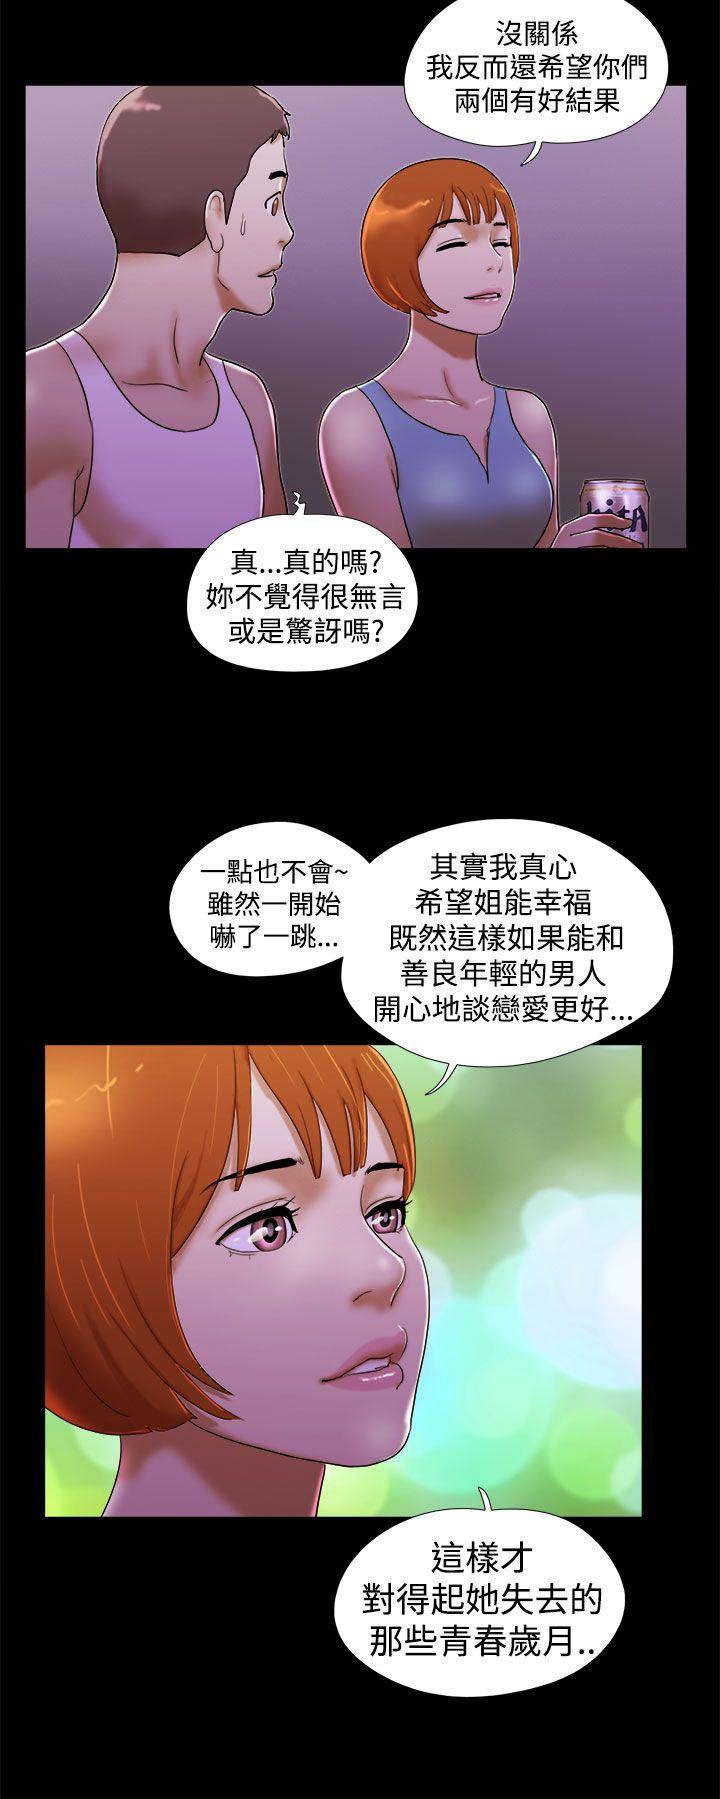 沒關係
我反而還希望你們
兩個有好結果
真...真的嗎?
妳不覺得很無言
或是驚訝嗎?
一點也不會~
雖然一開始
嚇了一跳...
其實我真心
希望姐能幸福
既然這樣如果能和
善良年輕的男人
開心地談戀愛更好...
這樣才
對得起她失去的
那些青春歲月..